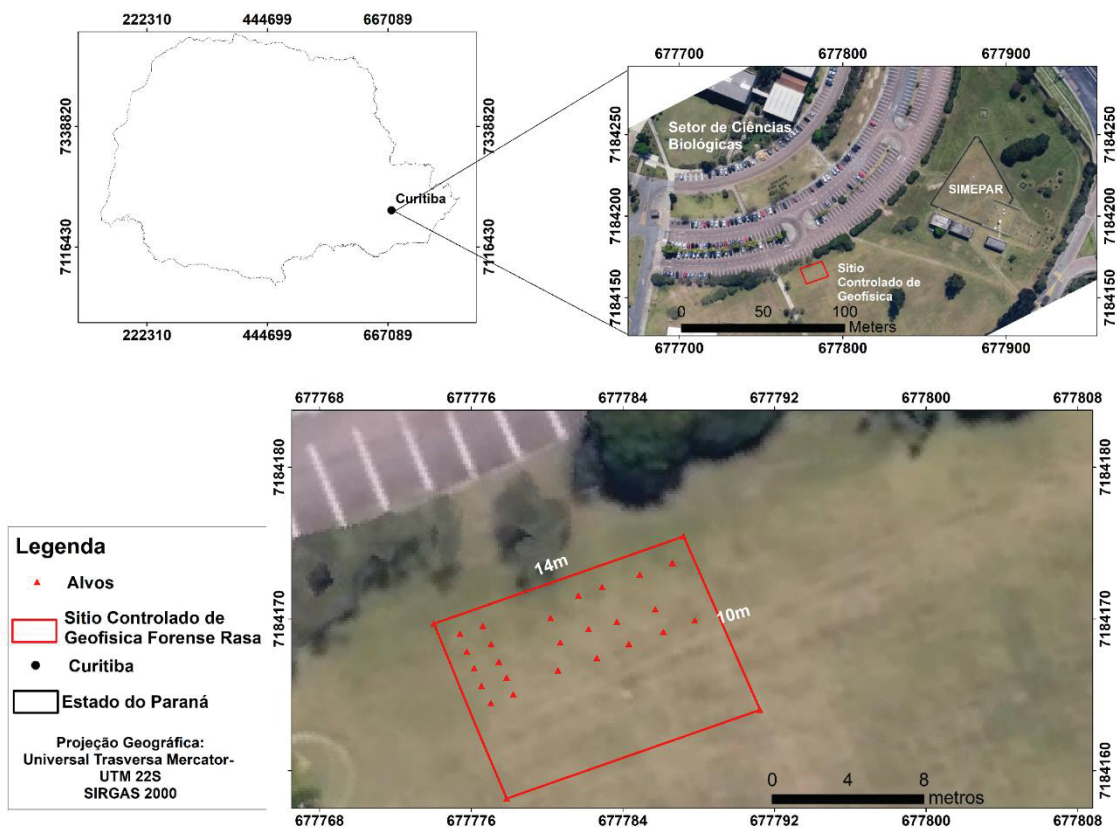 222310 444699 667089
7338820 7338820
7116430 7116430
Curitiba
222310 444699 667089
677700 677800 677900
7184250 7184250
7184200 7184200
7184150 7184150
Setor de Ciências
Biológicas
SIMEPAR
Sitio
Controlado de
Geofísica
0 50 100
Meters
677700 677800 677900
677768 677776 677784 677792 677800 677808
7184180 7184180
7184170 7184170
7184160 7184160
14m
10m
0 4 8
metros
677768 677776 677784 677792 677800 677808
Legenda
Alvos
Sitio Controlado de
Geofisica Forense Rasa
Curitiba
Estado do Paraná
Projeção Geográfica:
Universal Trasversa Mercator-
UTM 22S
SIRGAS 2000